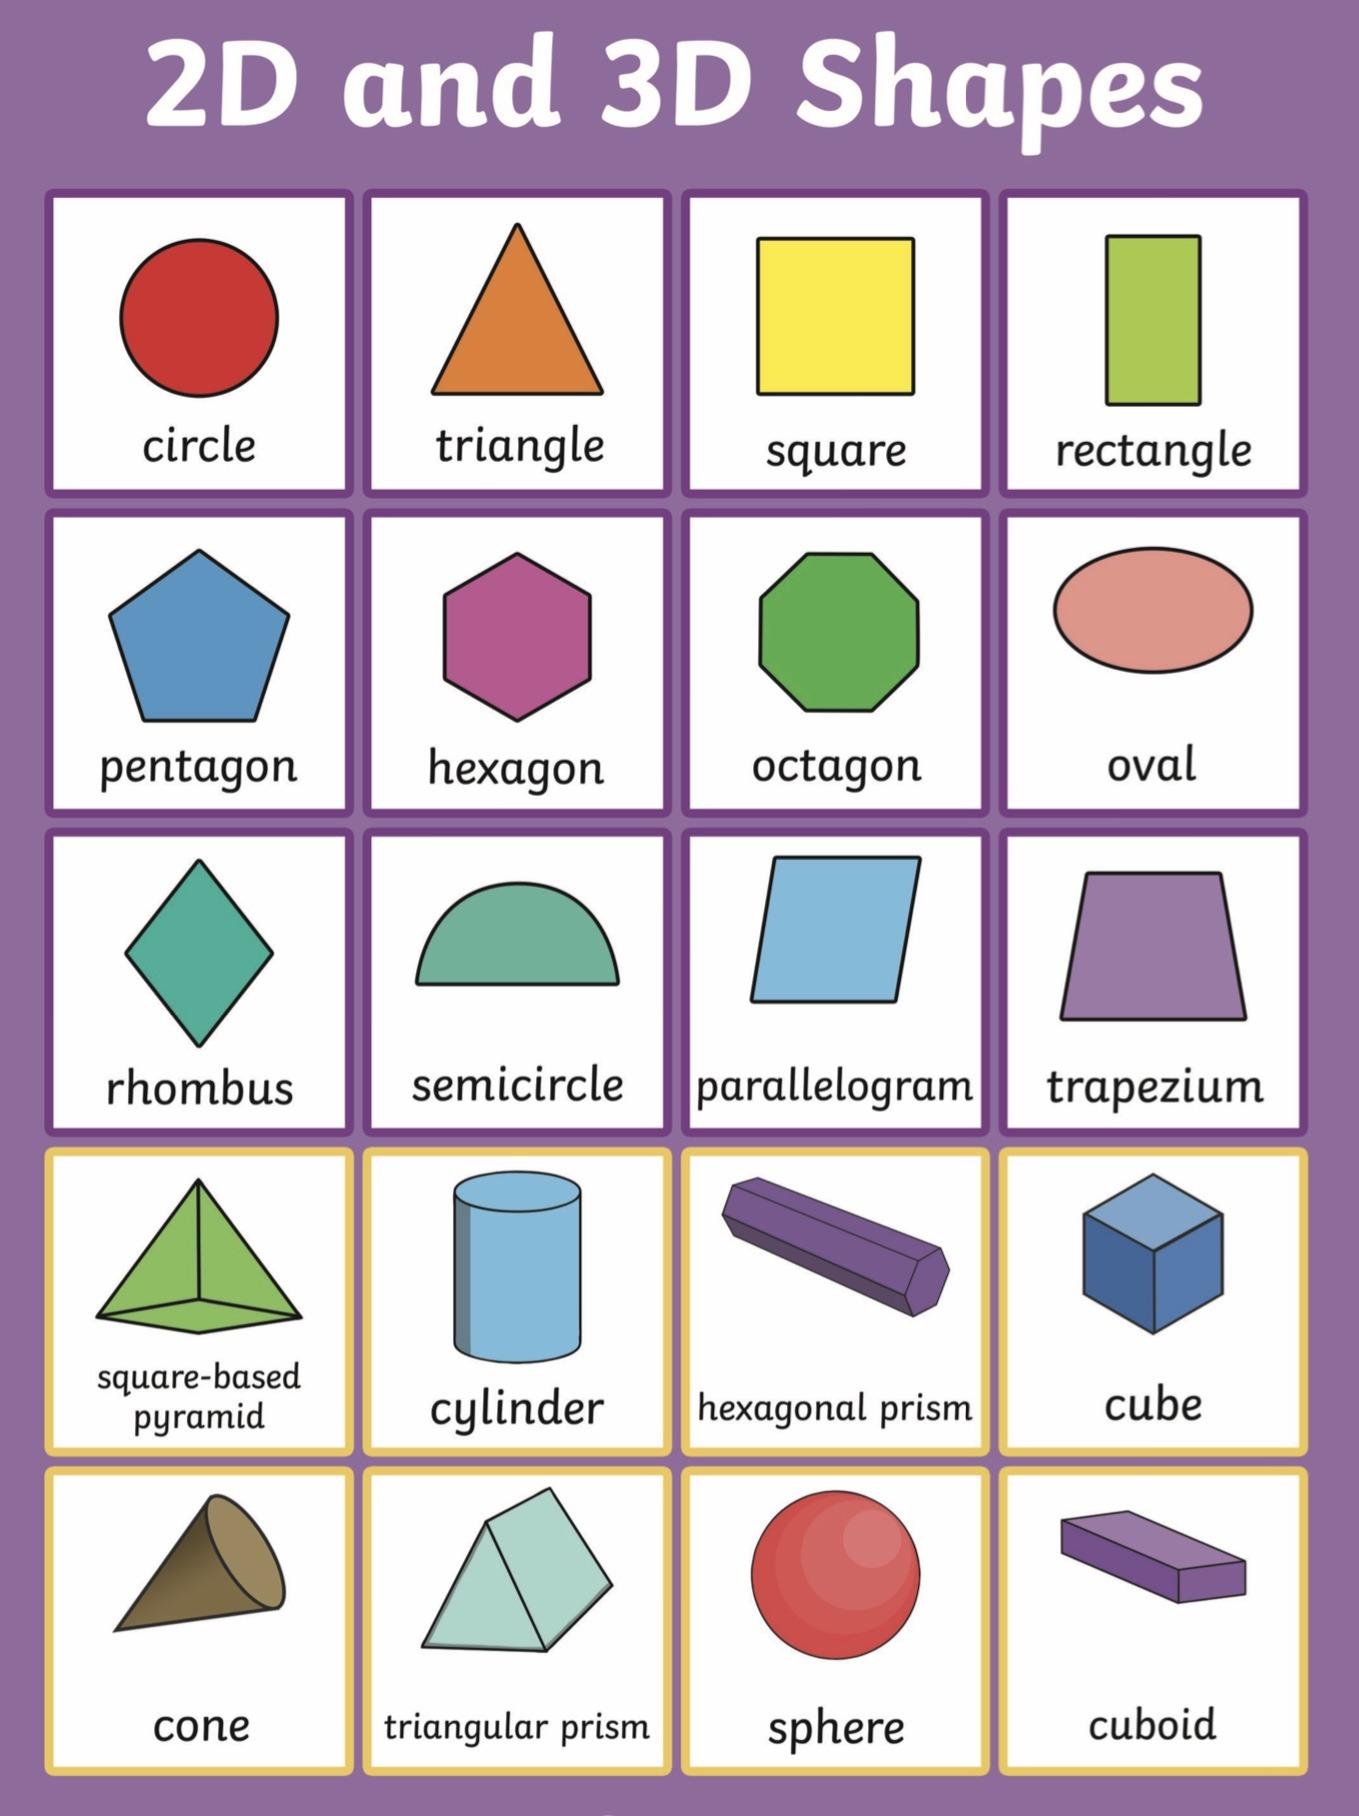 2D and 3D Shapes
circle
triangle
square
rectangle
pentagon
hexagon
octagon
oval
rhombus
semicircle
parallelogram
trapezium
square-based
pyramid
cylinder
hexagonal prism
cube
cone
triangular prism
sphere
cuboid